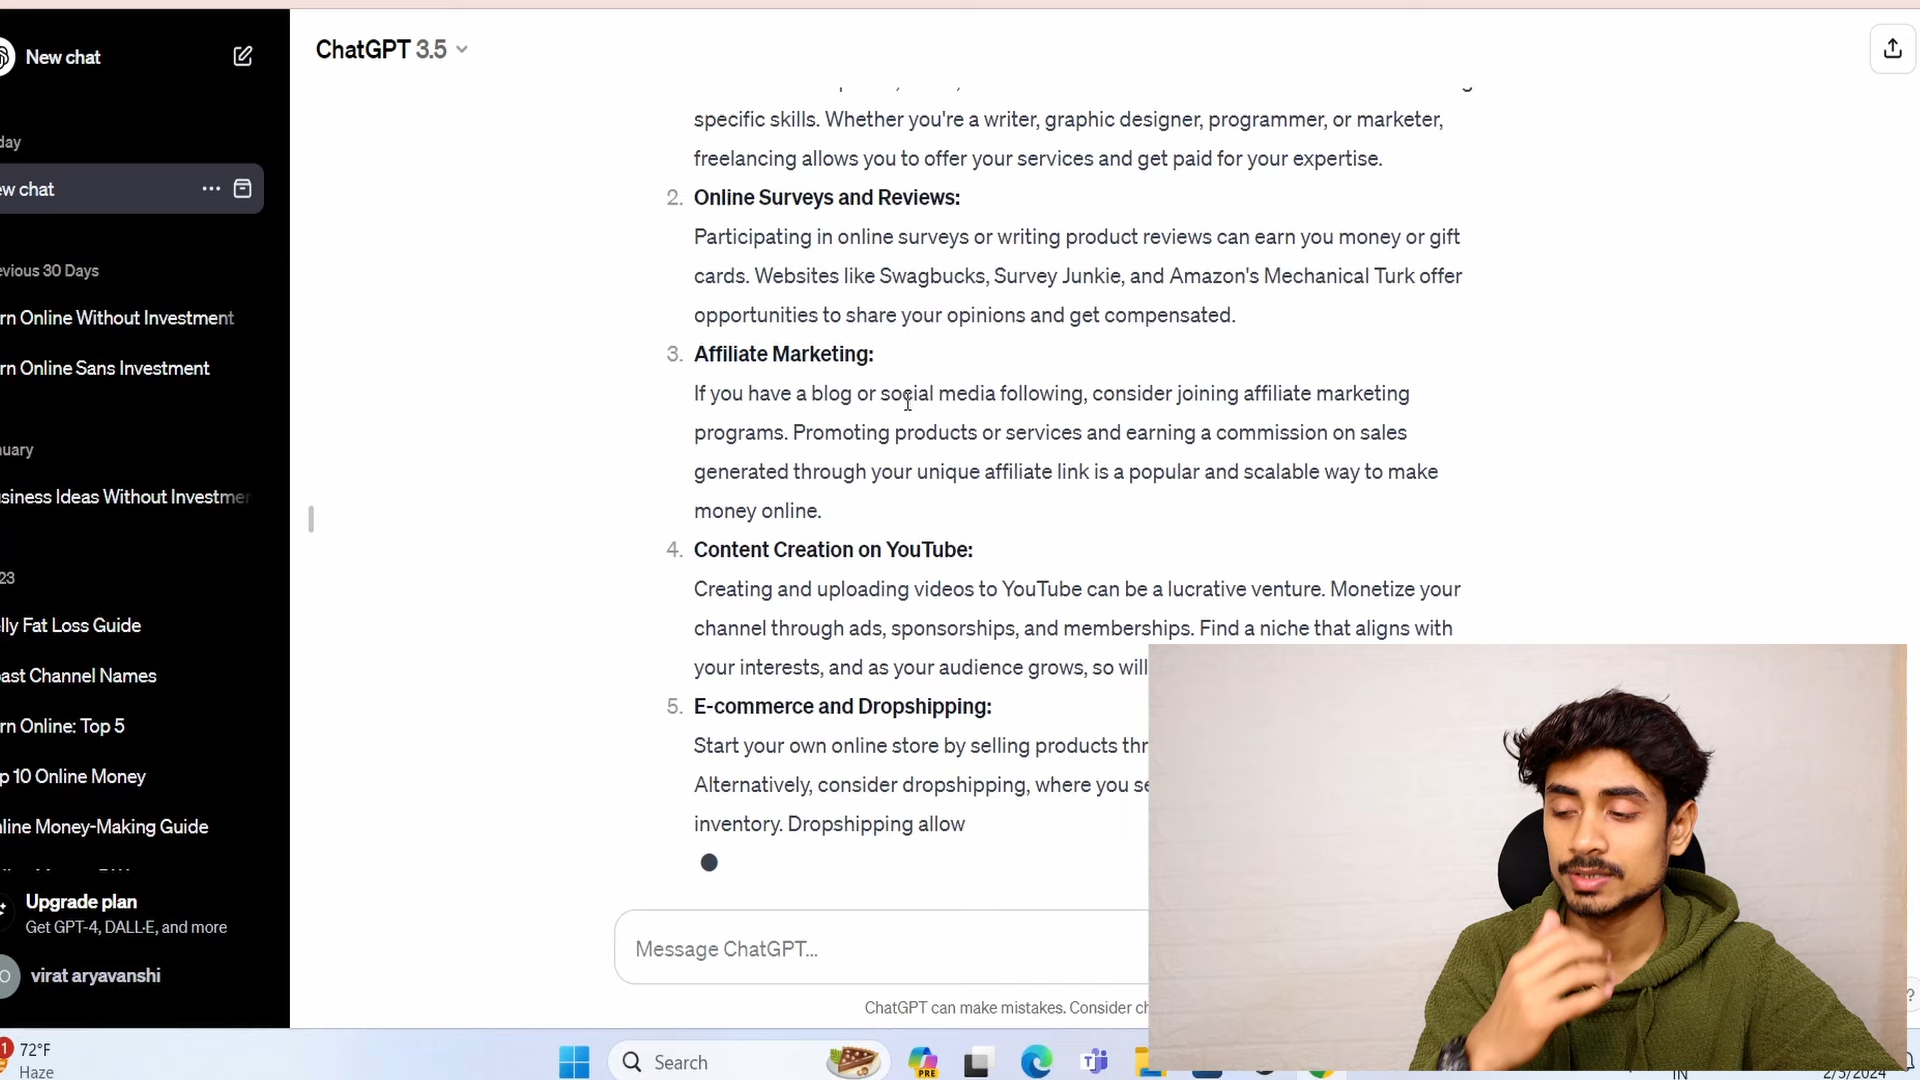 New chat
ChatGPT 3.5
day
ew chat
evious 30 Days
rn Online Without Investment
rn Online Sans Investment
nuary
usiness Ideas Without Investmen
23
lly Fat Loss Guide
ast Channel Names
rn Online: Top 5
p 10 Online Money
nline Money-Making Guide
Upgrade plan
Get GPT-4, DALL·E, and more
virat aryavanshi
specific skills. Whether you're a writer, graphic designer, programmer, or marketer,
freelancing allows you to offer your services and get paid for your expertise.
2. Online Surveys and Reviews:
Participating in online surveys or writing product reviews can earn you money or gift
cards. Websites like Swagbucks, Survey Junkie, and Amazon's Mechanical Turk offer
opportunities to share your opinions and get compensated.
3. Affiliate Marketing:
If you have a blog or social media following, consider joining affiliate marketing
programs. Promoting products or services and earning a commission on sales
generated through your unique affiliate link is a popular and scalable way to make
money online.
4. Content Creation on YouTube:
Creating and uploading videos to YouTube can be a lucrative venture. Monetize your
channel through ads, sponsorships, and memberships. Find a niche that aligns with
your interests, and as your audience grows, so will
5. E-commerce and Dropshipping:
Start your own online store by selling products thr
Alternatively, consider dropshipping, where you se
inventory. Dropshipping allow
Message ChatGPT...
ChatGPT can make mistakes. Consider ch
?
1
72°F
Haze
Search
PRE
IN
2/5/2024